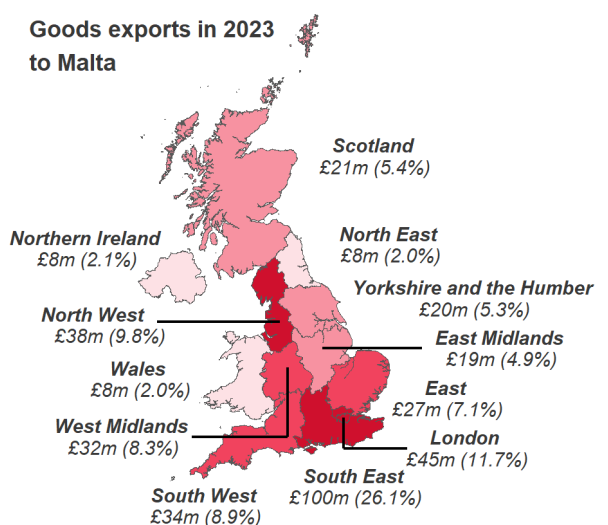 Goods exports in 2023
to Malta
Scotland
£21m (5.4%)
Northern Ireland
£8m (2.1%)
North East
£8m (2.0%)
Yorkshire and the Humber
£20m (5.3%)
North West
£38m (9.8%)
East Midlands
£19m (4.9%)
Wales
£8m (2.0%)
East
£27m (7.1%)
West Midlands
£32m (8.3%)
London
£45m (11.7%)
South East
£100m (26.1%)
South West
£34m (8.9%)